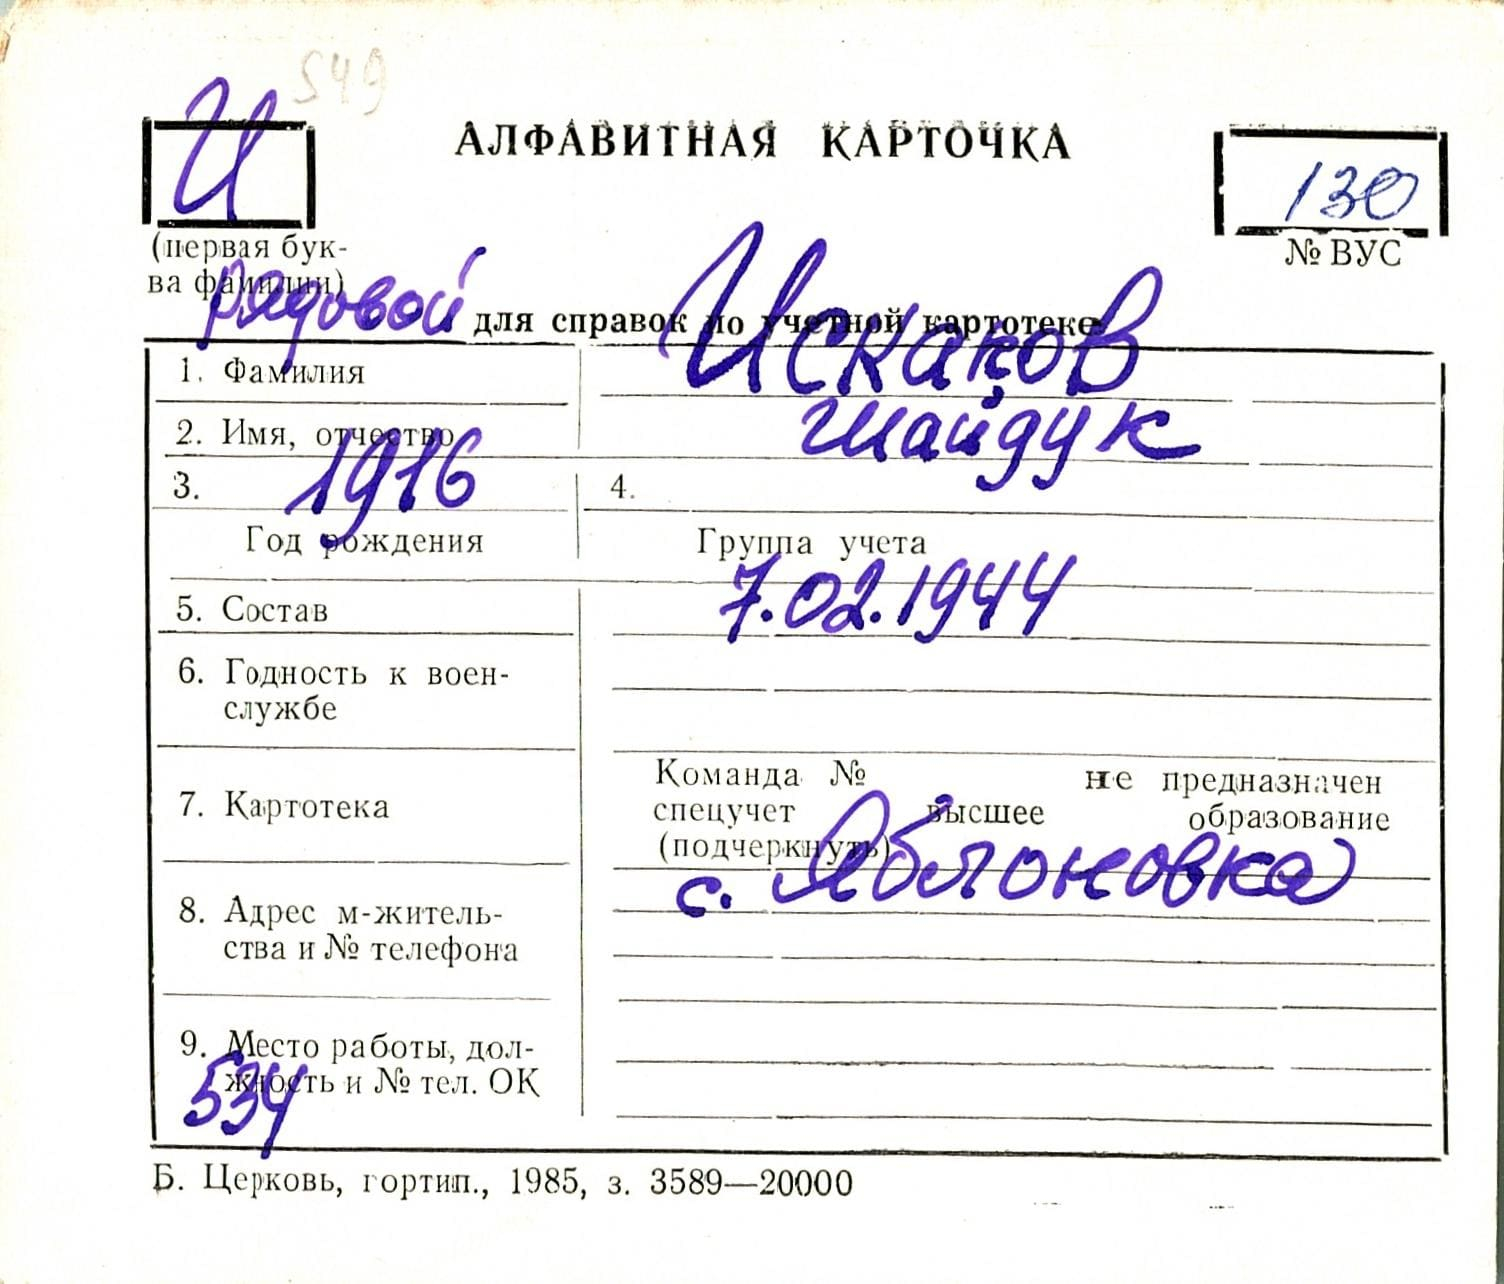 549
И
АЛФАВИТНАЯ КАРТОЧКА
130
(первая бук-
ва фамилии)
№ ВУС
рядовой
для справок по учетной картотеке
1. Фамилия
Искаков
2. Имя, отчество
Шайдук
3. 1916
4.
Год рождения
Группа учета
7.02.1944
5. Состав
6. Годность к воен-
службе
7. Картотека
Команда № не предназначен
спецучет высшее образование
(подчеркнуть)
с. Яблоновка
8. Адрес м-житель-
ства и № телефона
9. Место работы, дол-
жность и № тел. ОК
534
Б. Церковь, гортип., 1985, з. 3589—20000